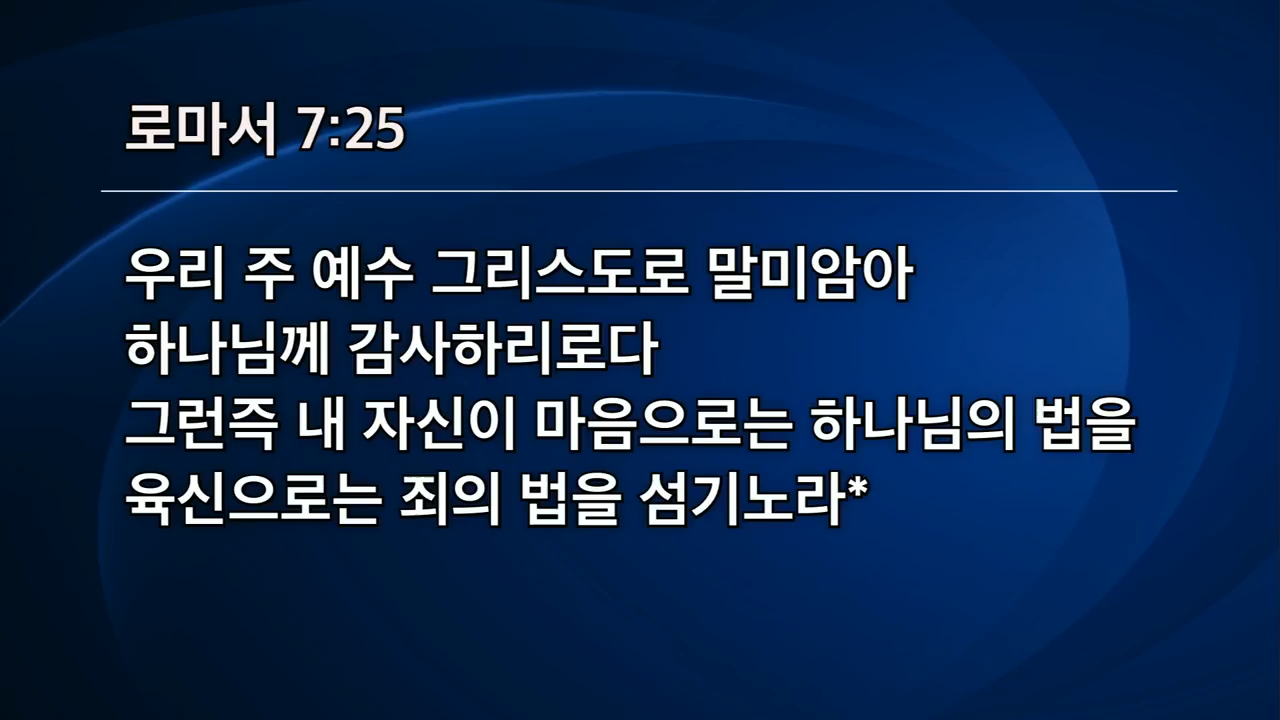 로마서 7:25
우리 주 예수 그리스도로 말미암아
하나님께 감사하리로다
그런즉 내 자신이 마음으로는 하나님의 법을
육신으로는 죄의 법을 섬기노라*